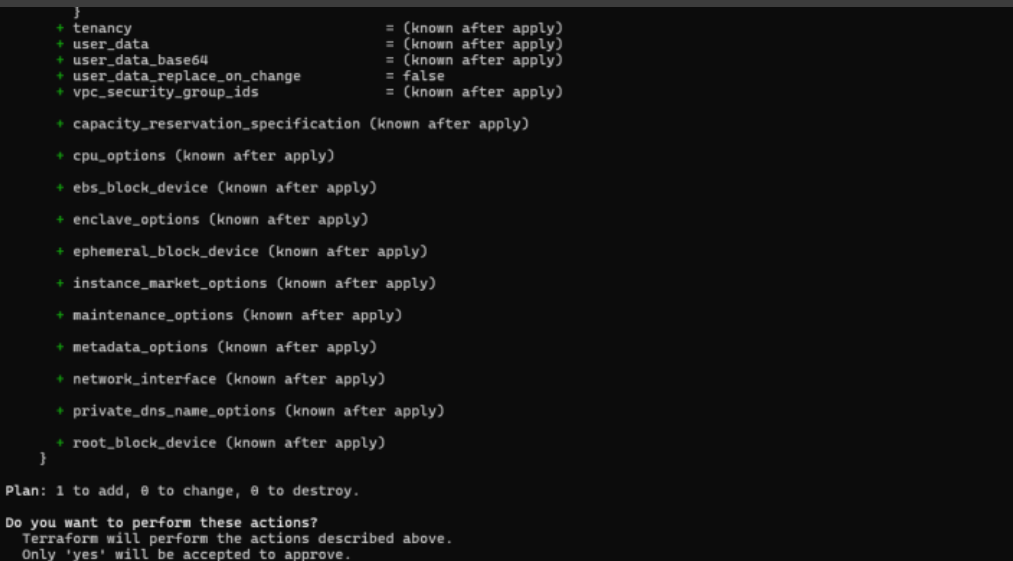 }
+ tenancy = (known after apply)
+ user_data = (known after apply)
+ user_data_base64 = (known after apply)
+ user_data_replace_on_change = false
+ vpc_security_group_ids = (known after apply)
+ capacity_reservation_specification (known after apply)
+ cpu_options (known after apply)
+ ebs_block_device (known after apply)
+ enclave_options (known after apply)
+ ephemeral_block_device (known after apply)
+ instance_market_options (known after apply)
+ maintenance_options (known after apply)
+ metadata_options (known after apply)
+ network_interface (known after apply)
+ private_dns_name_options (known after apply)
+ root_block_device (known after apply)
}
Plan: 1 to add, 0 to change, 0 to destroy.
Do you want to perform these actions?
Terraform will perform the actions described above.
Only 'yes' will be accepted to approve.